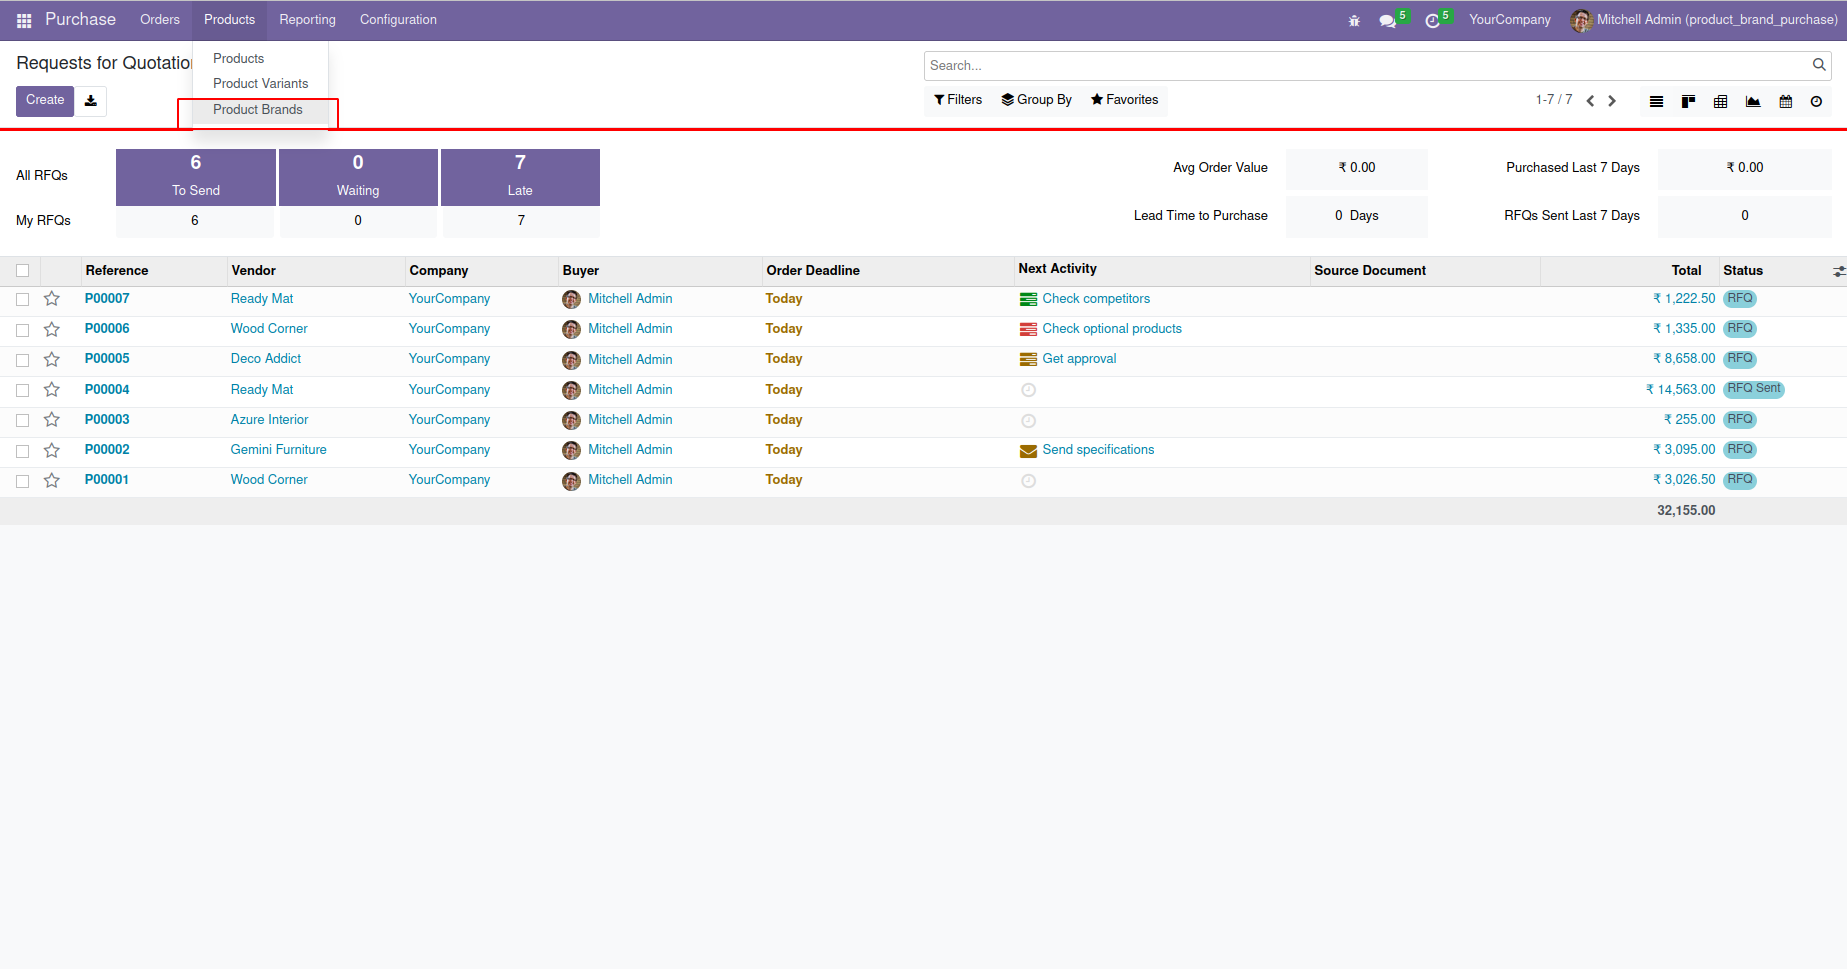 Purchase Orders Products Reporting Configuration 5 5 YourCompany Mitchell Admin (product_brand_purchase)
Products
Product Variants
Product Brands
Requests for Quotation
Search...
Create
Filters Group By Favorites 1-7 / 7
All RFQs 6 To Send 0 Waiting 7 Late
My RFQs 6 0 7
Avg Order Value ₹ 0.00 Purchased Last 7 Days ₹ 0.00
Lead Time to Purchase 0 Days RFQs Sent Last 7 Days 0
Reference Vendor Company Buyer Order Deadline Next Activity Source Document Total Status
P00007 Ready Mat YourCompany Mitchell Admin Today Check competitors ₹ 1,222.50 RFQ
P00006 Wood Corner YourCompany Mitchell Admin Today Check optional products ₹ 1,335.00 RFQ
P00005 Deco Addict YourCompany Mitchell Admin Today Get approval ₹ 8,658.00 RFQ
P00004 Ready Mat YourCompany Mitchell Admin Today ₹ 14,563.00 RFQ Sent
P00003 Azure Interior YourCompany Mitchell Admin Today ₹ 255.00 RFQ
P00002 Gemini Furniture YourCompany Mitchell Admin Today Send specifications ₹ 3,095.00 RFQ
P00001 Wood Corner YourCompany Mitchell Admin Today ₹ 3,026.50 RFQ
32,155.00